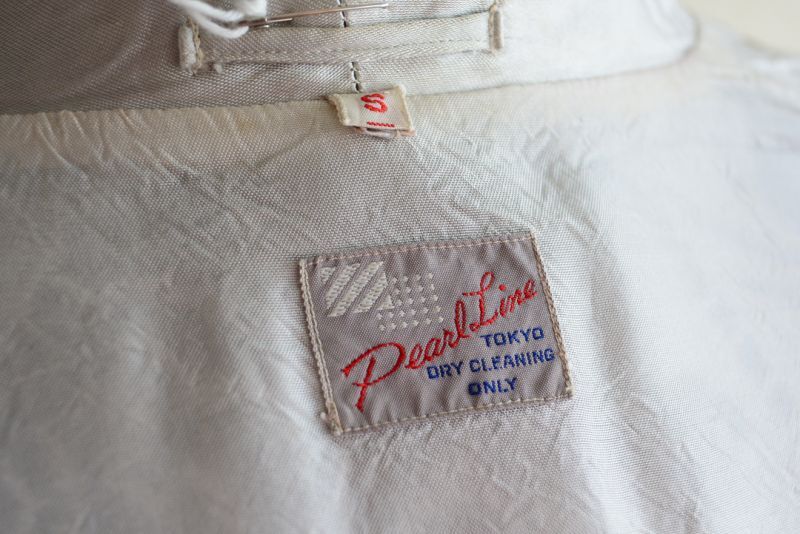 S
Pearl Line
TOKYO
DRY CLEANING
ONLY